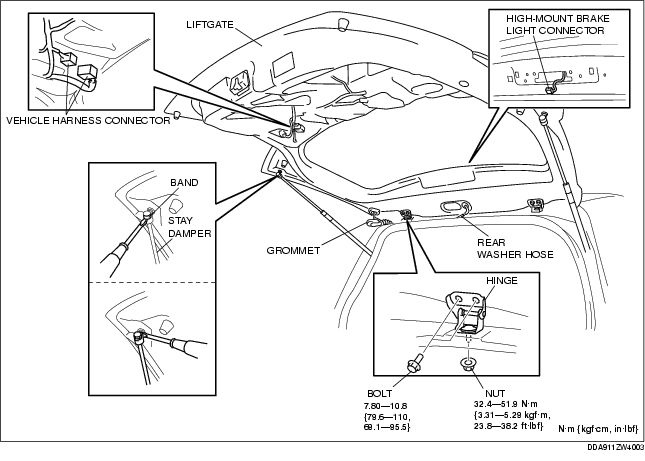 LIFTGATE
HIGH-MOUNT BRAKE
LIGHT CONNECTOR
VEHICLE HARNESS CONNECTOR
BAND
STAY
DAMPER
GROMMET
REAR
WASHER HOSE
HINGE
BOLT
7.80—10.8
{79.6—110,
69.1—95.5}
NUT
32.4—51.9 N·m
{3.31—5.29 kgf·m,
23.8—38.2 ft·lbf}
N·m {kgf·cm, in·lbf}
DDA911ZW4003